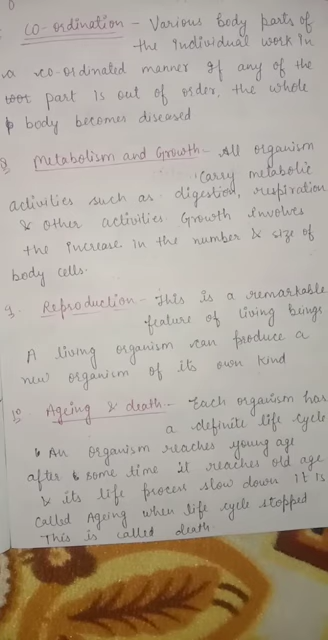 Co-ordination - Various body parts of
the individual work in
a co-ordinated manner If any of the
part is out of order, the whole
body becomes diseased
8 Metabolism and Growth - All organism
carry metabolic
activities such as digestion, respiration
& other activities Growth involves
the increase in the number & size of
body cells.
9. Reproduction - This is a remarkable
feature of living beings
A living organism can produce a
new organism of its own kind
10 Ageing & death - Each organism has
a definite life cycle
An organism reaches young age
after some time it reaches old age
& its life process slow down It is
called Ageing when life cycle stopped
This is called death.